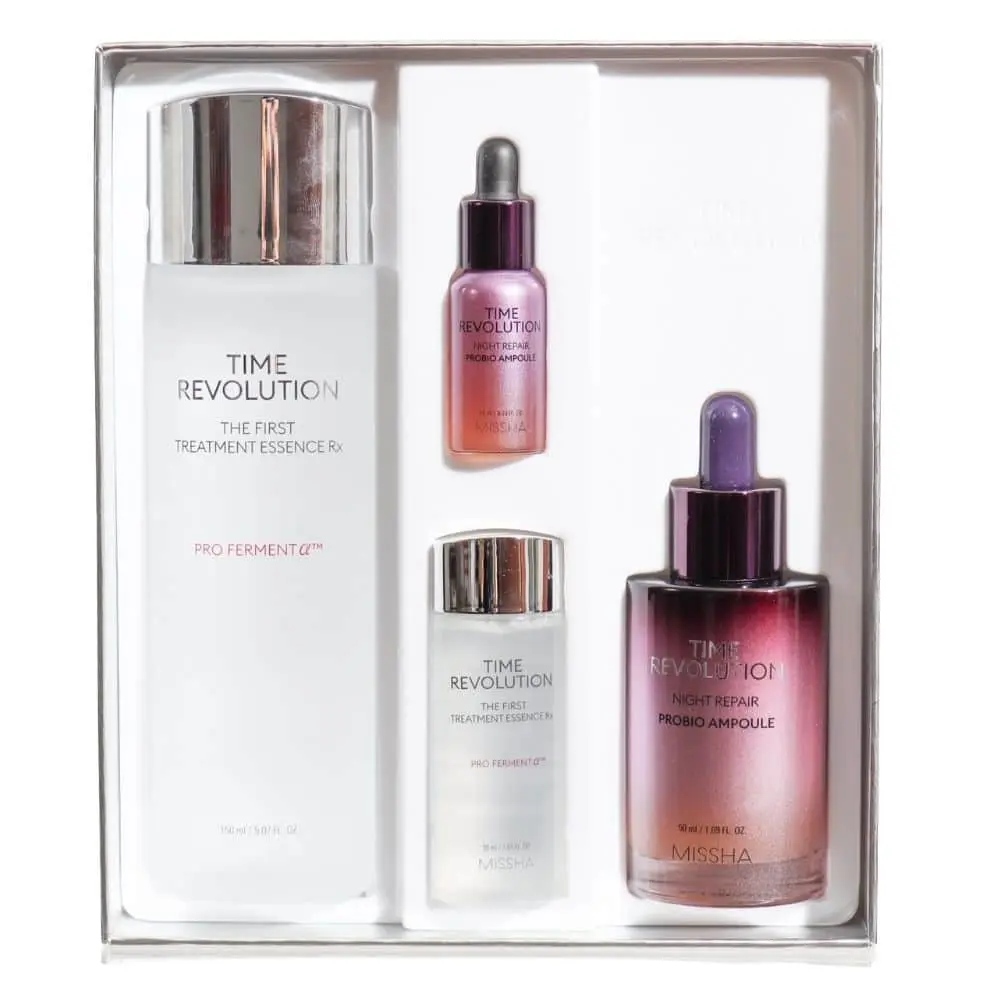 TIME
REVOLUTION
THE FIRST
TREATMENT ESSENCE Rx
PRO FERMENT α™
150 ml / 5.07 FL. OZ.
TIME
REVOLUTION
NIGHT REPAIR
PROBIO AMPOULE
MISSHA
TIME
REVOLUTION
THE FIRST
TREATMENT ESSENCE Rx
PRO FERMENT α™
MISSHA
TIME
REVOLUTION
NIGHT REPAIR
PROBIO AMPOULE
50 ml / 1.69 FL. OZ.
MISSHA